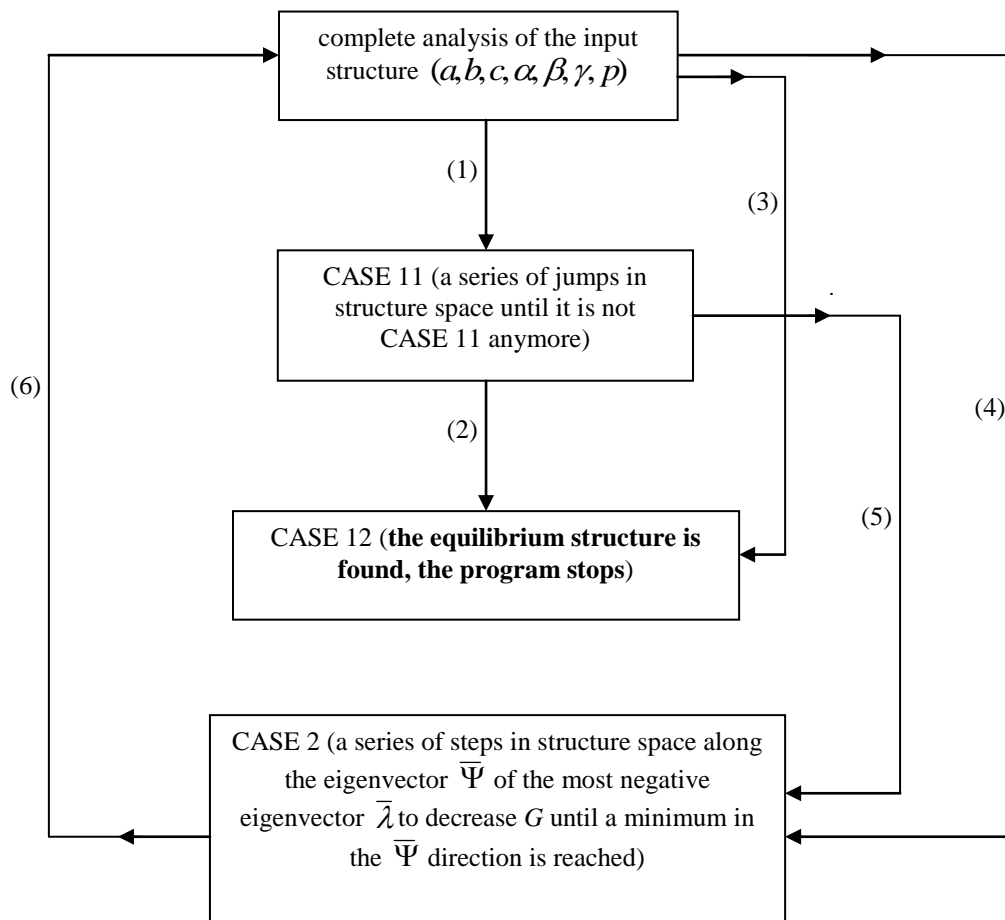 complete analysis of the input
structure (a,b,c,α,β,γ,p)
(1)
(3)
CASE 11 (a series of jumps in
structure space until it is not
CASE 11 anymore)
(6)
(4)
(2)
(5)
CASE 12 (the equilibrium structure is
found, the program stops)
CASE 2 (a series of steps in structure space along
the eigenvector Ψ̅ of the most negative
eigenvector λ̅ to decrease G until a minimum in
the Ψ̅ direction is reached)